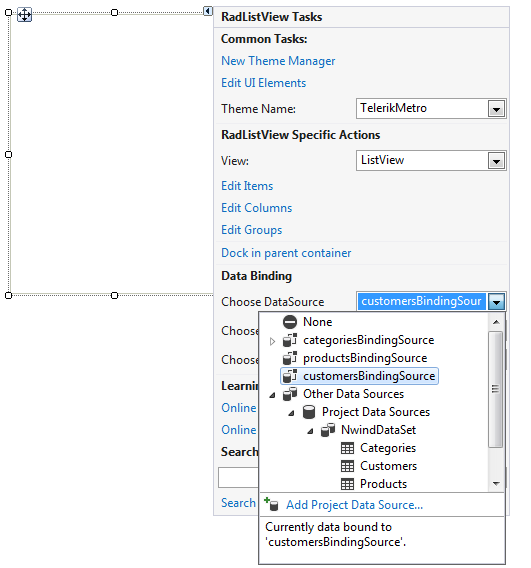 RadListView Tasks
Common Tasks:
New Theme Manager
Edit UI Elements
Theme Name: TelerikMetro
RadListView Specific Actions
View: ListView
Edit Items
Edit Columns
Edit Groups
Dock in parent container
Data Binding
Choose DataSource customersBindingSour
None
Choose
categoriesBindingSource
Choose
productsBindingSource
customersBindingSource
Learnin
Other Data Sources
Online
Project Data Sources
Online
NwindDataSet
Search
Categories
Customers
Products
Search
Add Project Data Source...
Currently data bound to
'customersBindingSource'.